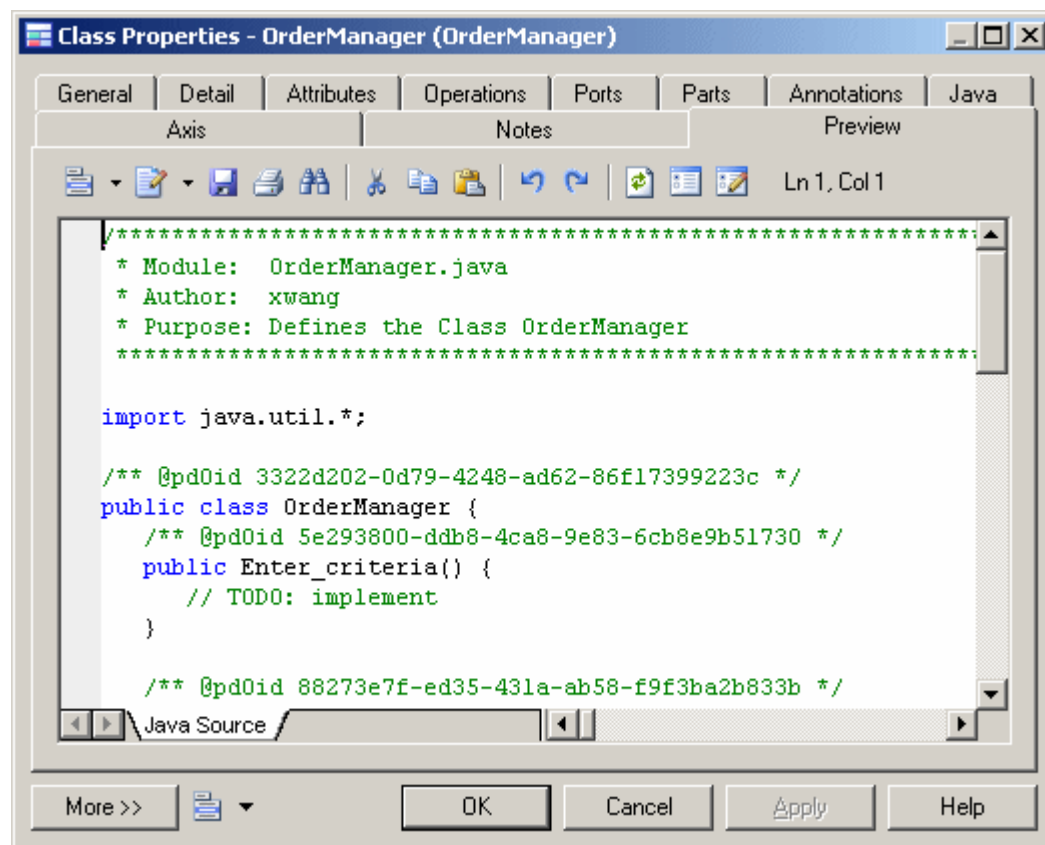 Class Properties - OrderManager (OrderManager)
General Detail Attributes Operations Ports Parts Annotations Java
Axis Notes Preview
Ln 1, Col 1
/**************************************************************
* Module:  OrderManager.java
* Author:  xwang
* Purpose: Defines the Class OrderManager
**************************************************************
import java.util.*;
/** @pdOid 3322d202-0d79-4248-ad62-86f17399223c */
public class OrderManager {
/** @pdOid 5e293800-ddb8-4ca8-9e83-6cb8e9b51730 */
public Enter_criteria() {
// TODO: implement
}
/** @pdOid 88273e7f-ed35-431a-ab58-f9f3ba2b833b */
Java Source
More >> OK Cancel Apply Help